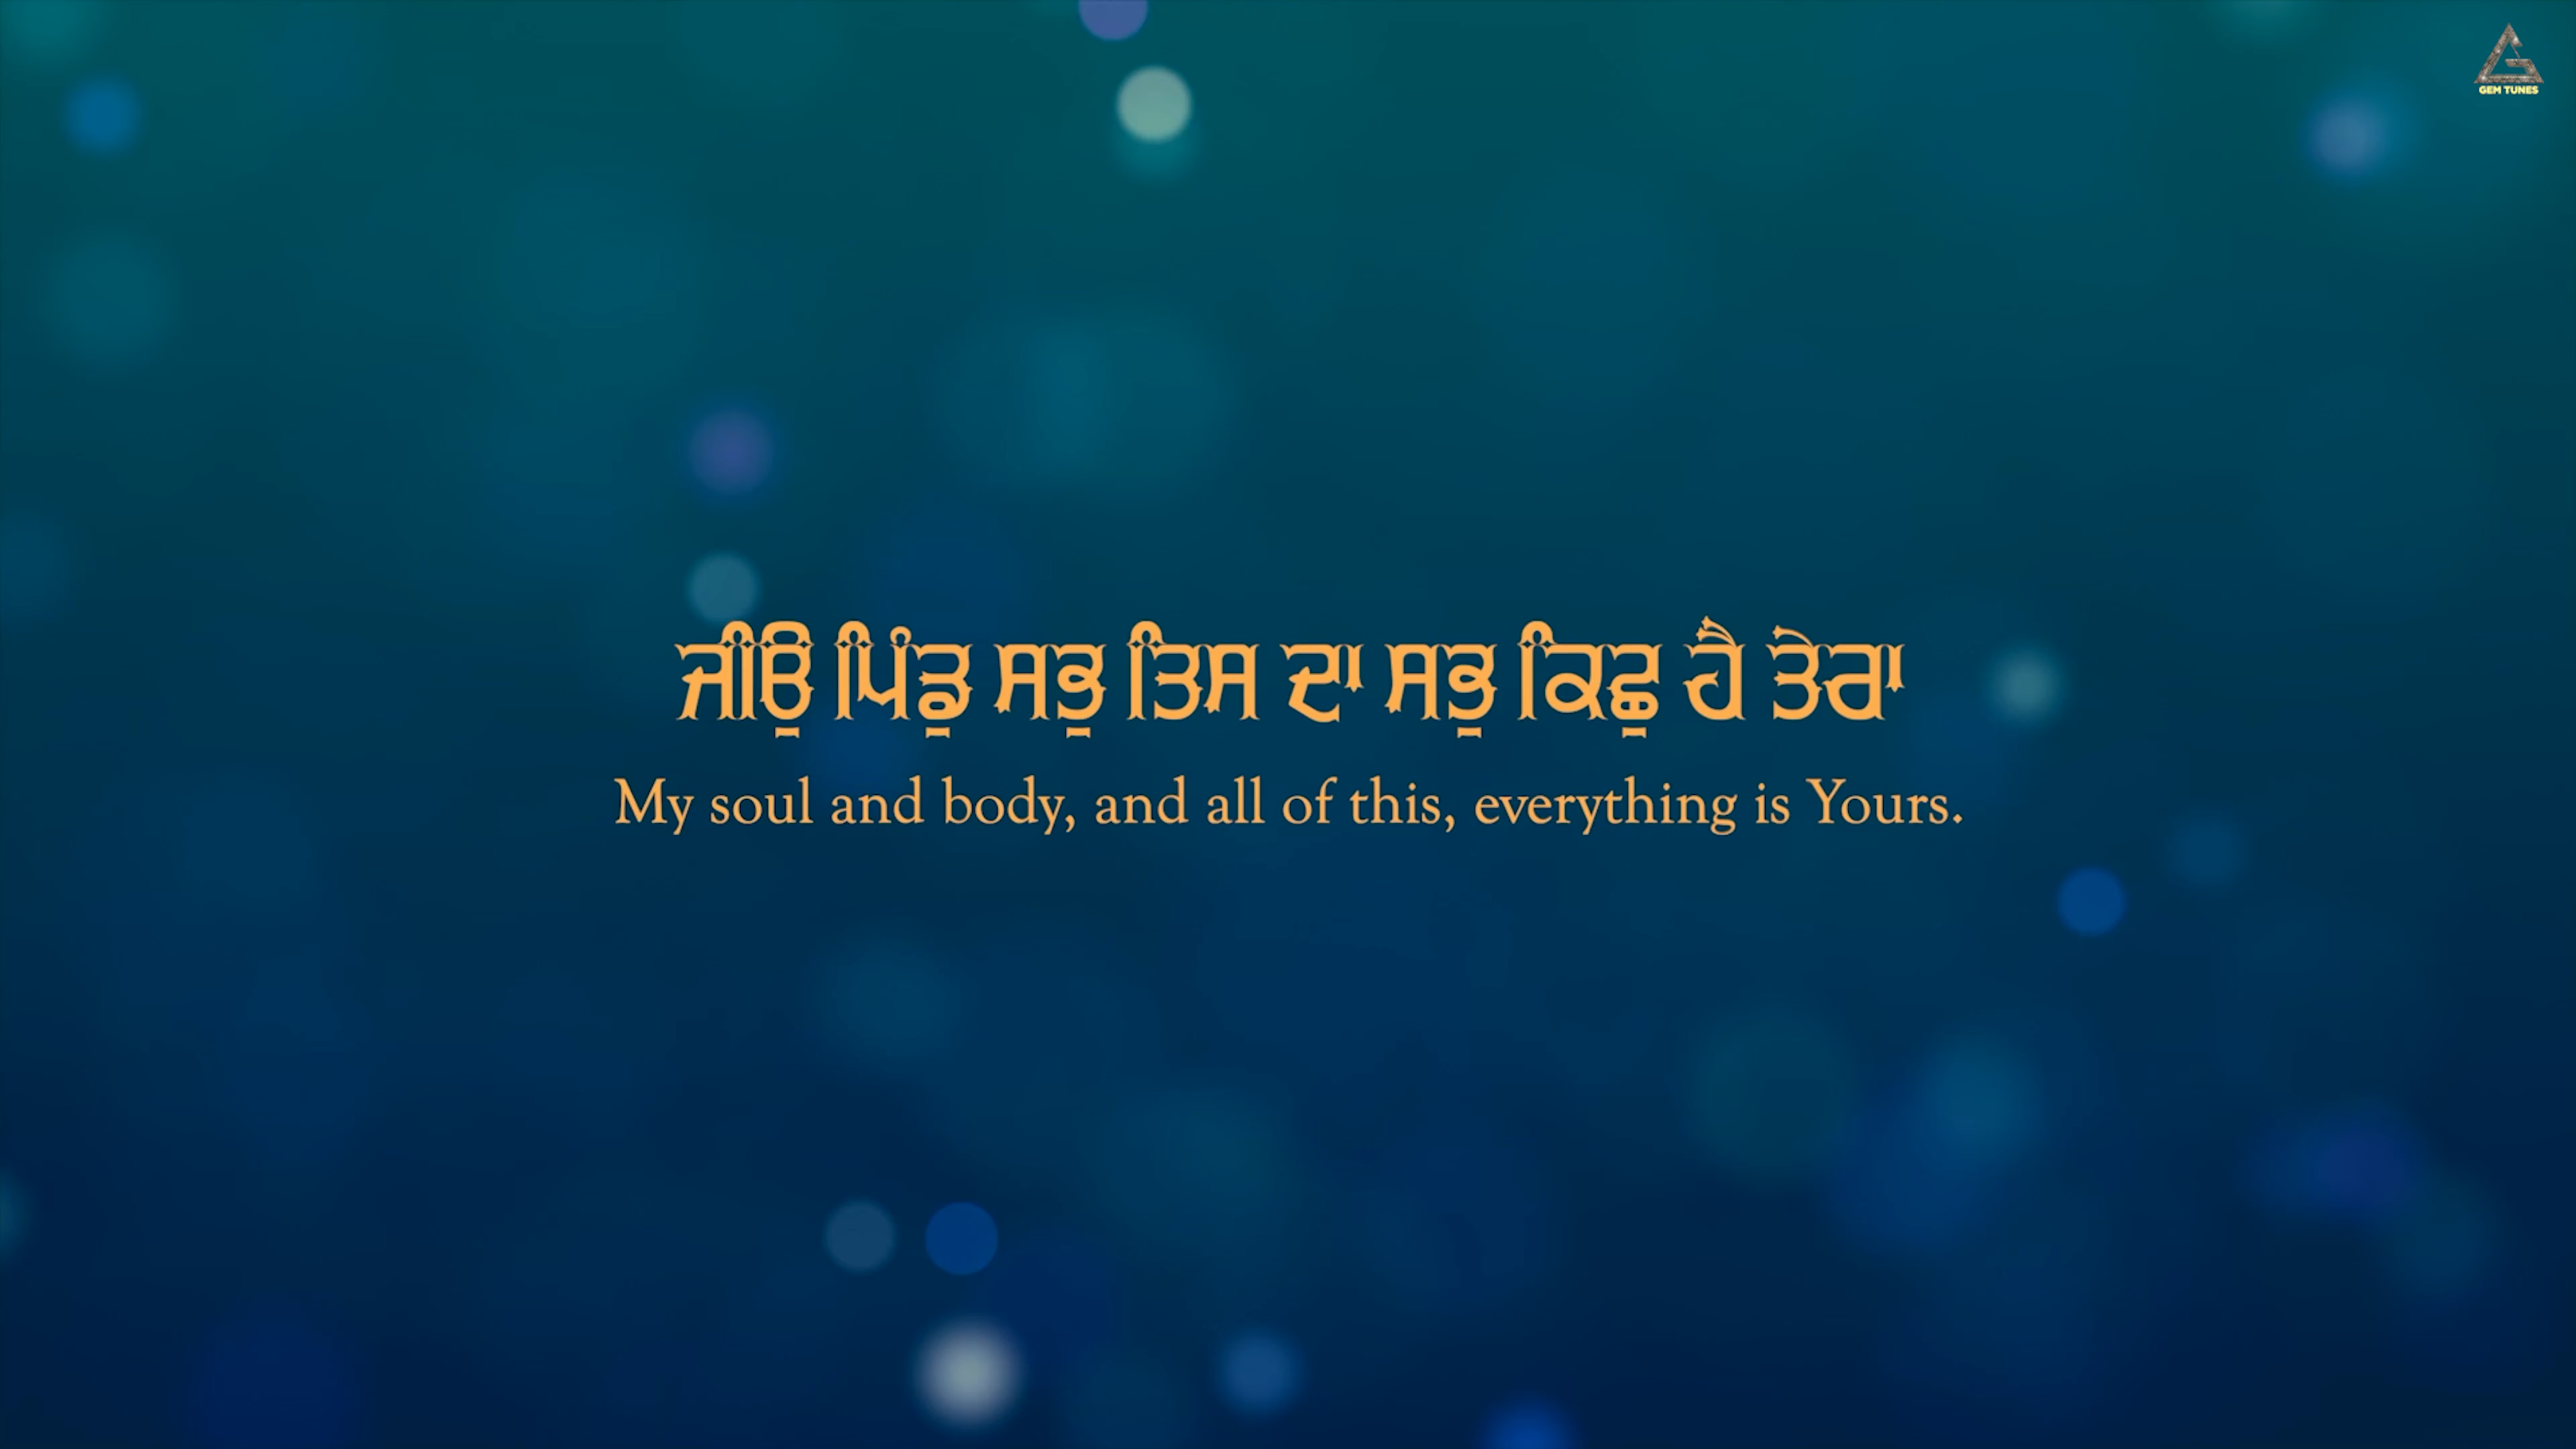 GEM TUNES
ਜੀਉ ਪਿੰਡੁ ਸਭੁ ਤਿਸ ਦਾ ਸਭੁ ਕਿਛੁ ਹੈ ਤੇਰਾ
My soul and body, and all of this, everything is Yours.